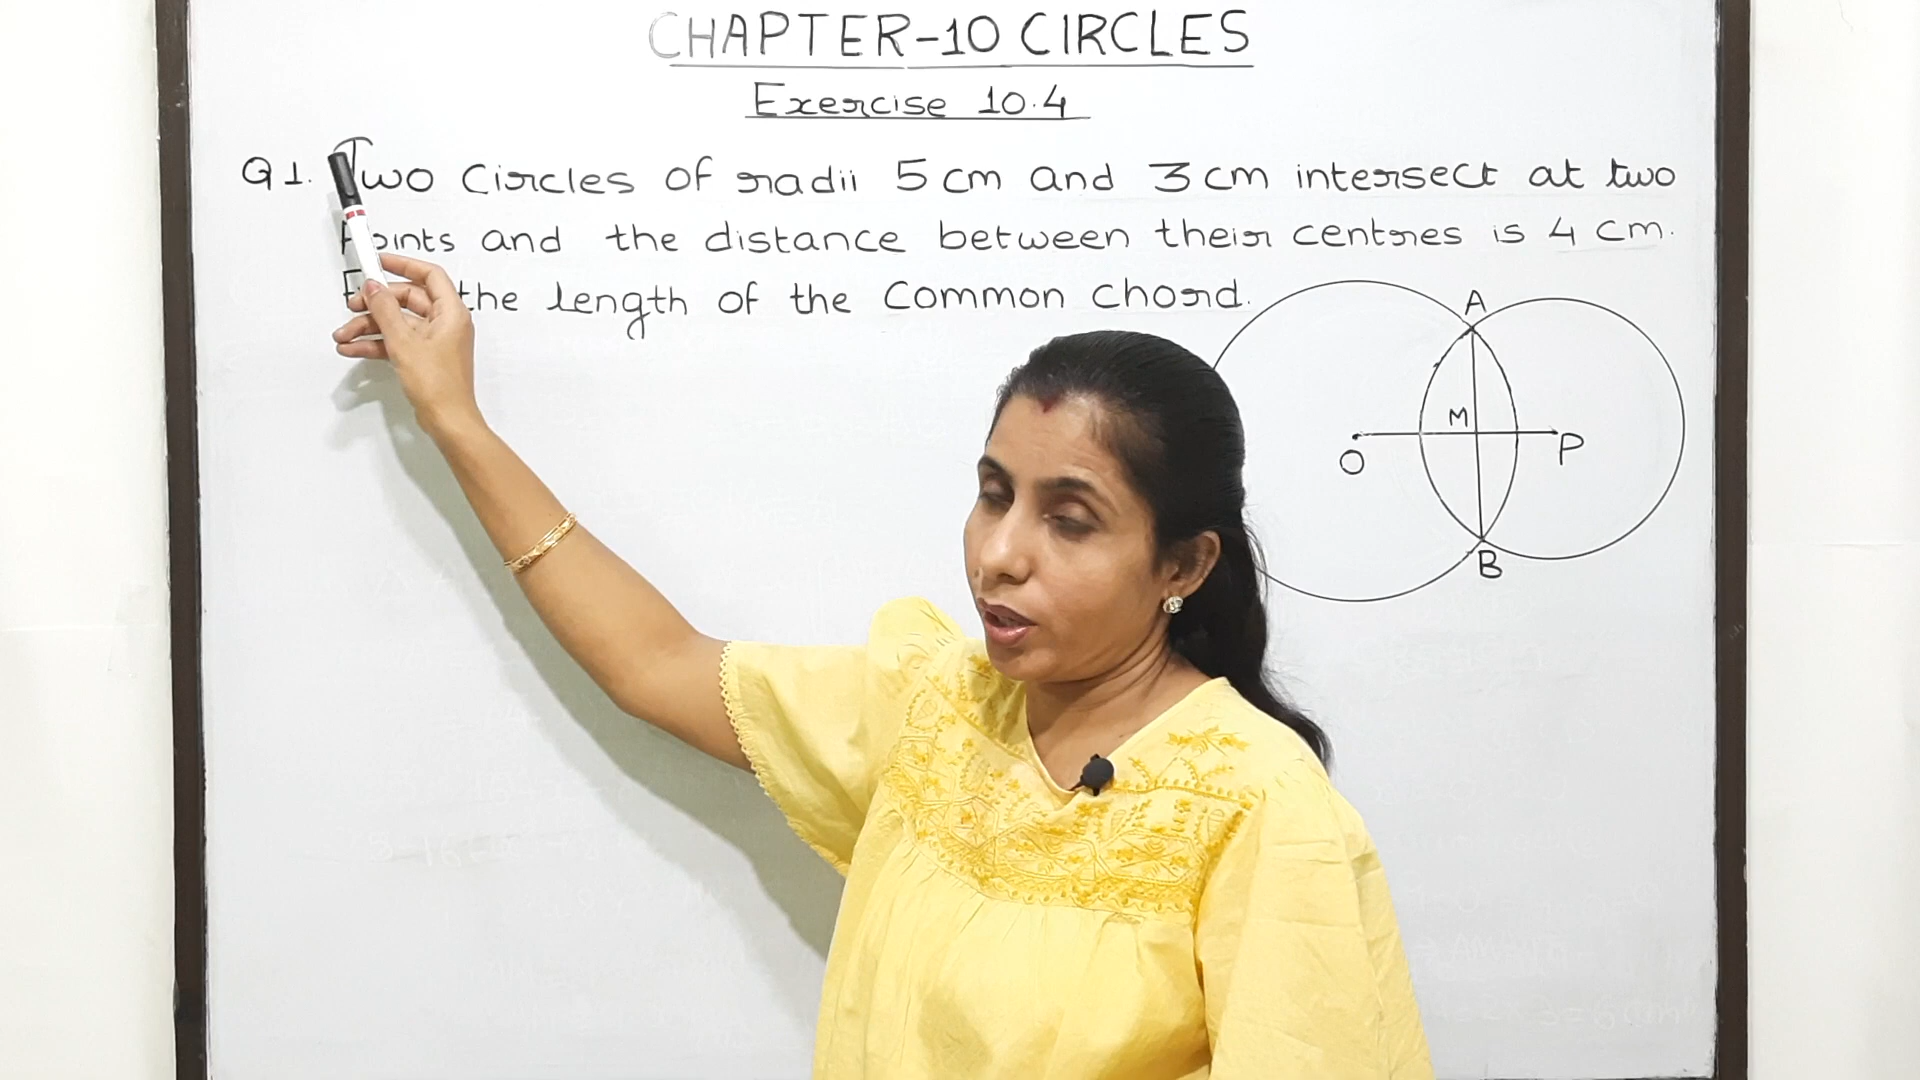 CHAPTER-10 CIRCLES
Exercise 10.4
Q1. Two Circles of radii 5 cm and 3 cm intersect at two
Points and the distance between their centres is 4 cm.
the length of the Common Chord.
A
M
O
P
B